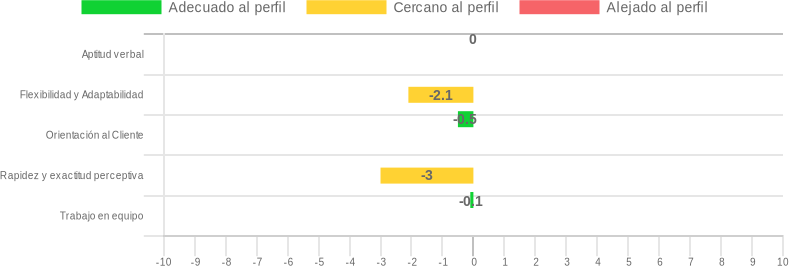 Adecuado al perfil Cercano al perfil Alejado al perfil
0
Aptitud verbal
Flexibilidad y Adaptabilidad -2.1
-0.5
Orientación al Cliente
Rapidez y exactitud perceptiva -3
-0.1
Trabajo en equipo
-10 -9 -8 -7 -6 -5 -4 -3 -2 -1 0 1 2 3 4 5 6 7 8 9 10